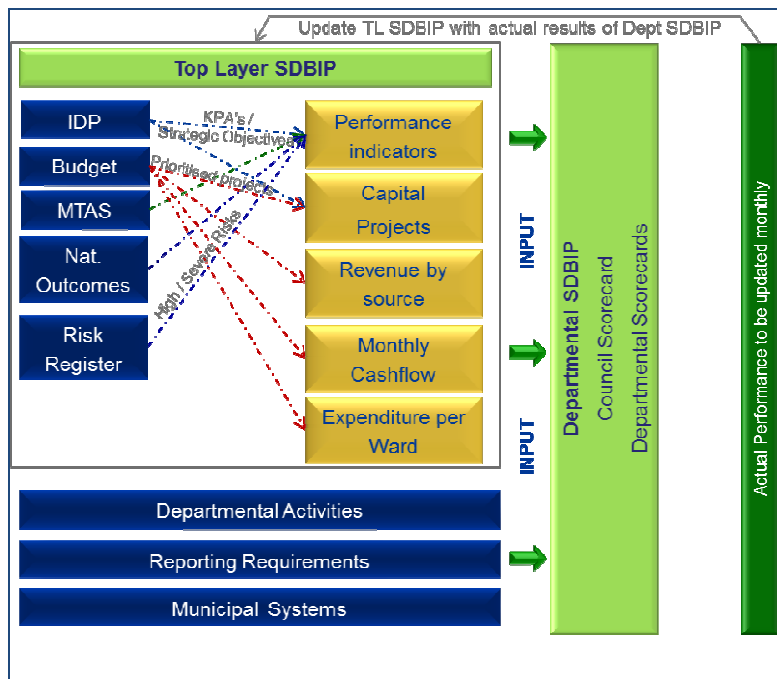 Update TL SDBIP with actual results of Dept SDBIP
Top Layer SDBIP
IDP
Budget
MTAS
Nat.
Outcomes
Risk
Register
KPA's /
Strategic Objectives
Prioritised projects
High / Severe Risks
Performance
indicators
Capital
Projects
Revenue by
source
Monthly
Cashflow
Expenditure per
Ward
INPUT
INPUT
Departmental SDBIP
Council Scorecard
Departmental Scorecards
Actual Performance to be updated monthly
Departmental Activities
Reporting Requirements
Municipal Systems